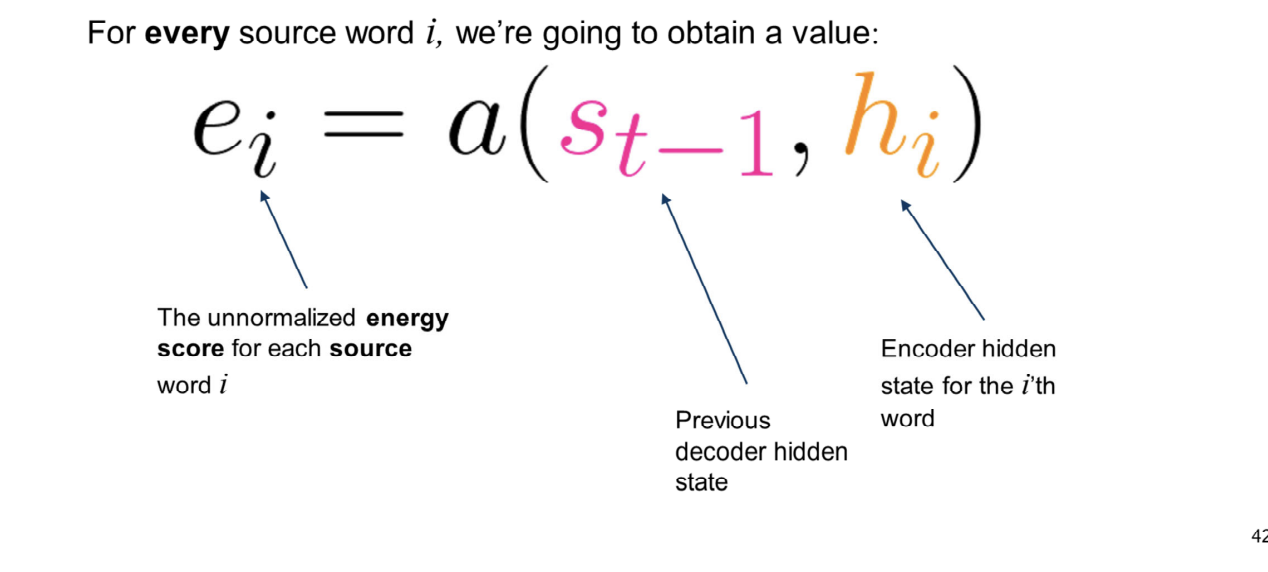 For every source word i, we're going to obtain a value:
e_i = a(s_{t-1}, h_i)
The unnormalized energy
score for each source
word i
Previous
decoder hidden
state
Encoder hidden
state for the i'th
word
42